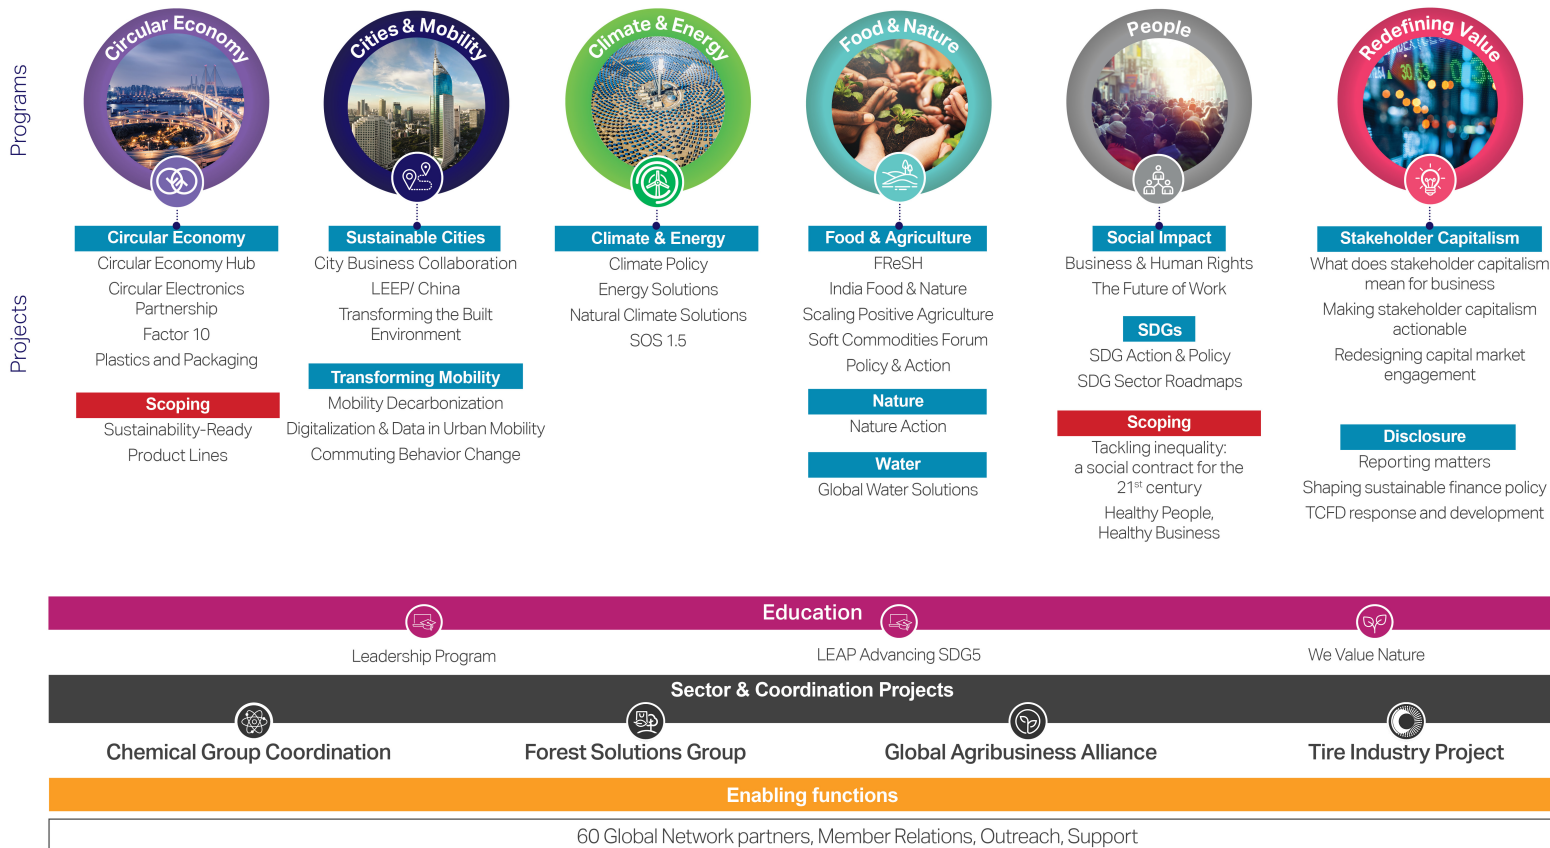 Programs
Projects
Circular Economy
Cities & Mobility
Climate & Energy
Food & Nature
People
Redefining Value
30.63
Circular Economy
Circular Economy Hub
Circular Electronics
Partnership
Factor 10
Plastics and Packaging
Scoping
Sustainability-Ready
Product Lines
Sustainable Cities
City Business Collaboration
LEEP/ China
Transforming the Built
Environment
Transforming Mobility
Mobility Decarbonization
Digitalization & Data in Urban Mobility
Commuting Behavior Change
Climate & Energy
Climate Policy
Energy Solutions
Natural Climate Solutions
SOS 1.5
Food & Agriculture
FReSH
India Food & Nature
Scaling Positive Agriculture
Soft Commodities Forum
Policy & Action
Nature
Nature Action
Water
Global Water Solutions
Social Impact
Business & Human Rights
The Future of Work
SDGs
SDG Action & Policy
SDG Sector Roadmaps
Scoping
Tackling inequality:
a social contract for the
21st century
Healthy People,
Healthy Business
Stakeholder Capitalism
What does stakeholder capitalism
mean for business
Making stakeholder capitalism
actionable
Redesigning capital market
engagement
Disclosure
Reporting matters
Shaping sustainable finance policy
TCFD response and development
Education
Leadership Program
LEAP Advancing SDG5
We Value Nature
Sector & Coordination Projects
Chemical Group Coordination
Forest Solutions Group
Global Agribusiness Alliance
Tire Industry Project
Enabling functions
60 Global Network partners, Member Relations, Outreach, Support